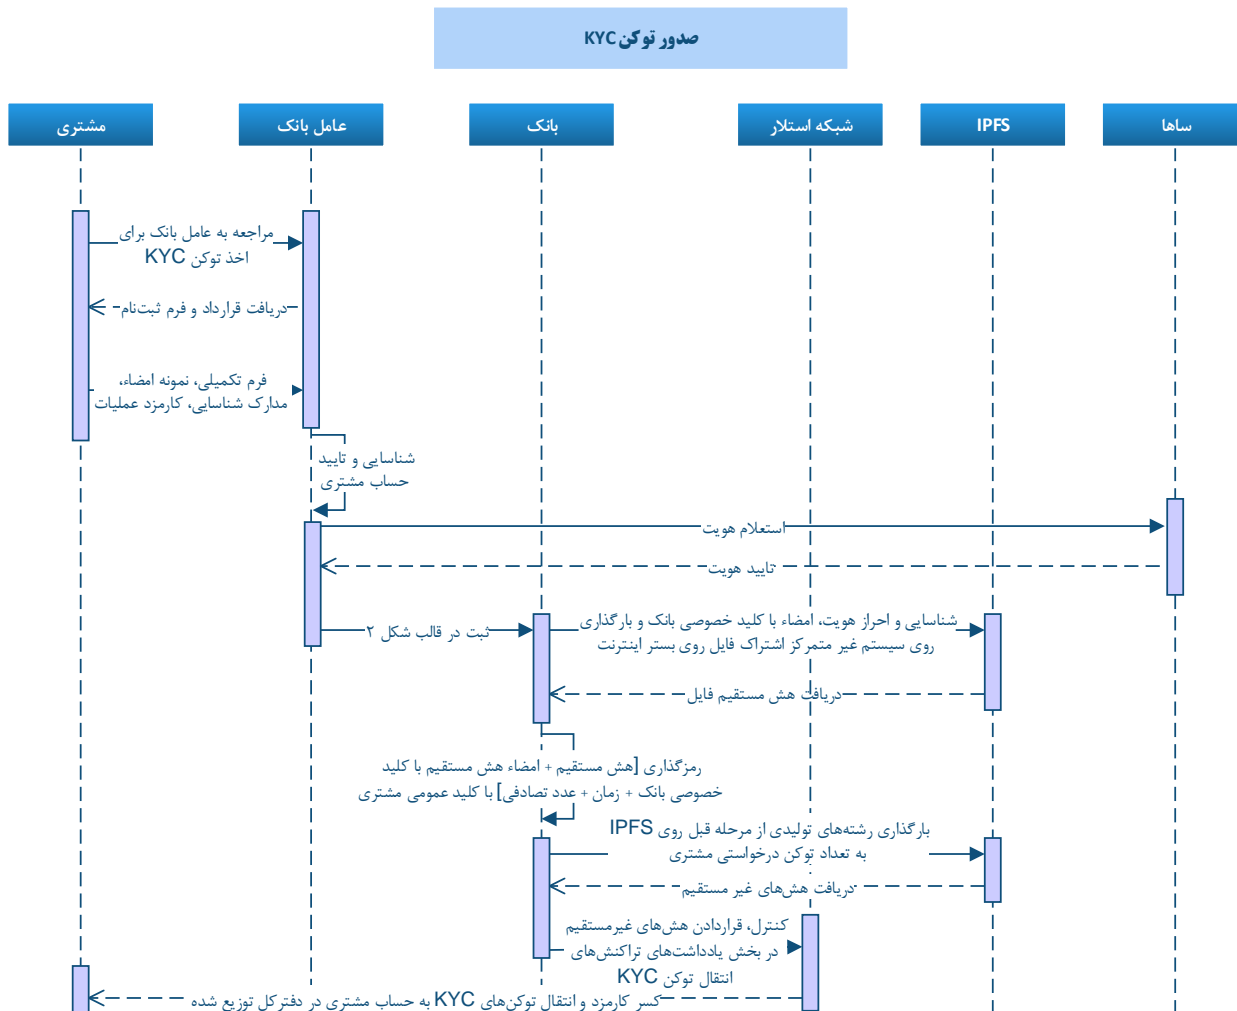 صدور توکن KYC
مشتری
عامل بانک
بانک
شبکه استلار
IPFS
ساها
مراجعه به عامل بانک برای
اخذ توکن KYC
دریافت قرارداد و فرم ثبت‌نام
فرم تکمیلی، نمونه امضاء،
مدارک شناسایی، کارمزد عملیات
شناسایی و تایید
حساب مشتری
استعلام هویت
تایید هویت
ثبت در قالب شکل ۲
شناسایی و احراز هویت، امضاء با کلید خصوصی بانک و بارگذاری
روی سیستم غیر متمرکز اشتراک فایل روی بستر اینترنت
دریافت هش مستقیم فایل
رمزگذاری [هش مستقیم + امضاء هش مستقیم با کلید
خصوصی بانک + زمان + عدد تصادفی] با کلید عمومی مشتری
بارگذاری رشته‌های تولیدی از مرحله قبل روی IPFS
به تعداد توکن درخواستی مشتری
دریافت هش‌های غیر مستقیم
کنترل، قراردادن هش‌های غیرمستقیم
در بخش یادداشت‌های تراکنش‌های
انتقال توکن KYC
کسر کارمزد و انتقال توکن‌های KYC به حساب مشتری در دفترکل توزیع شده